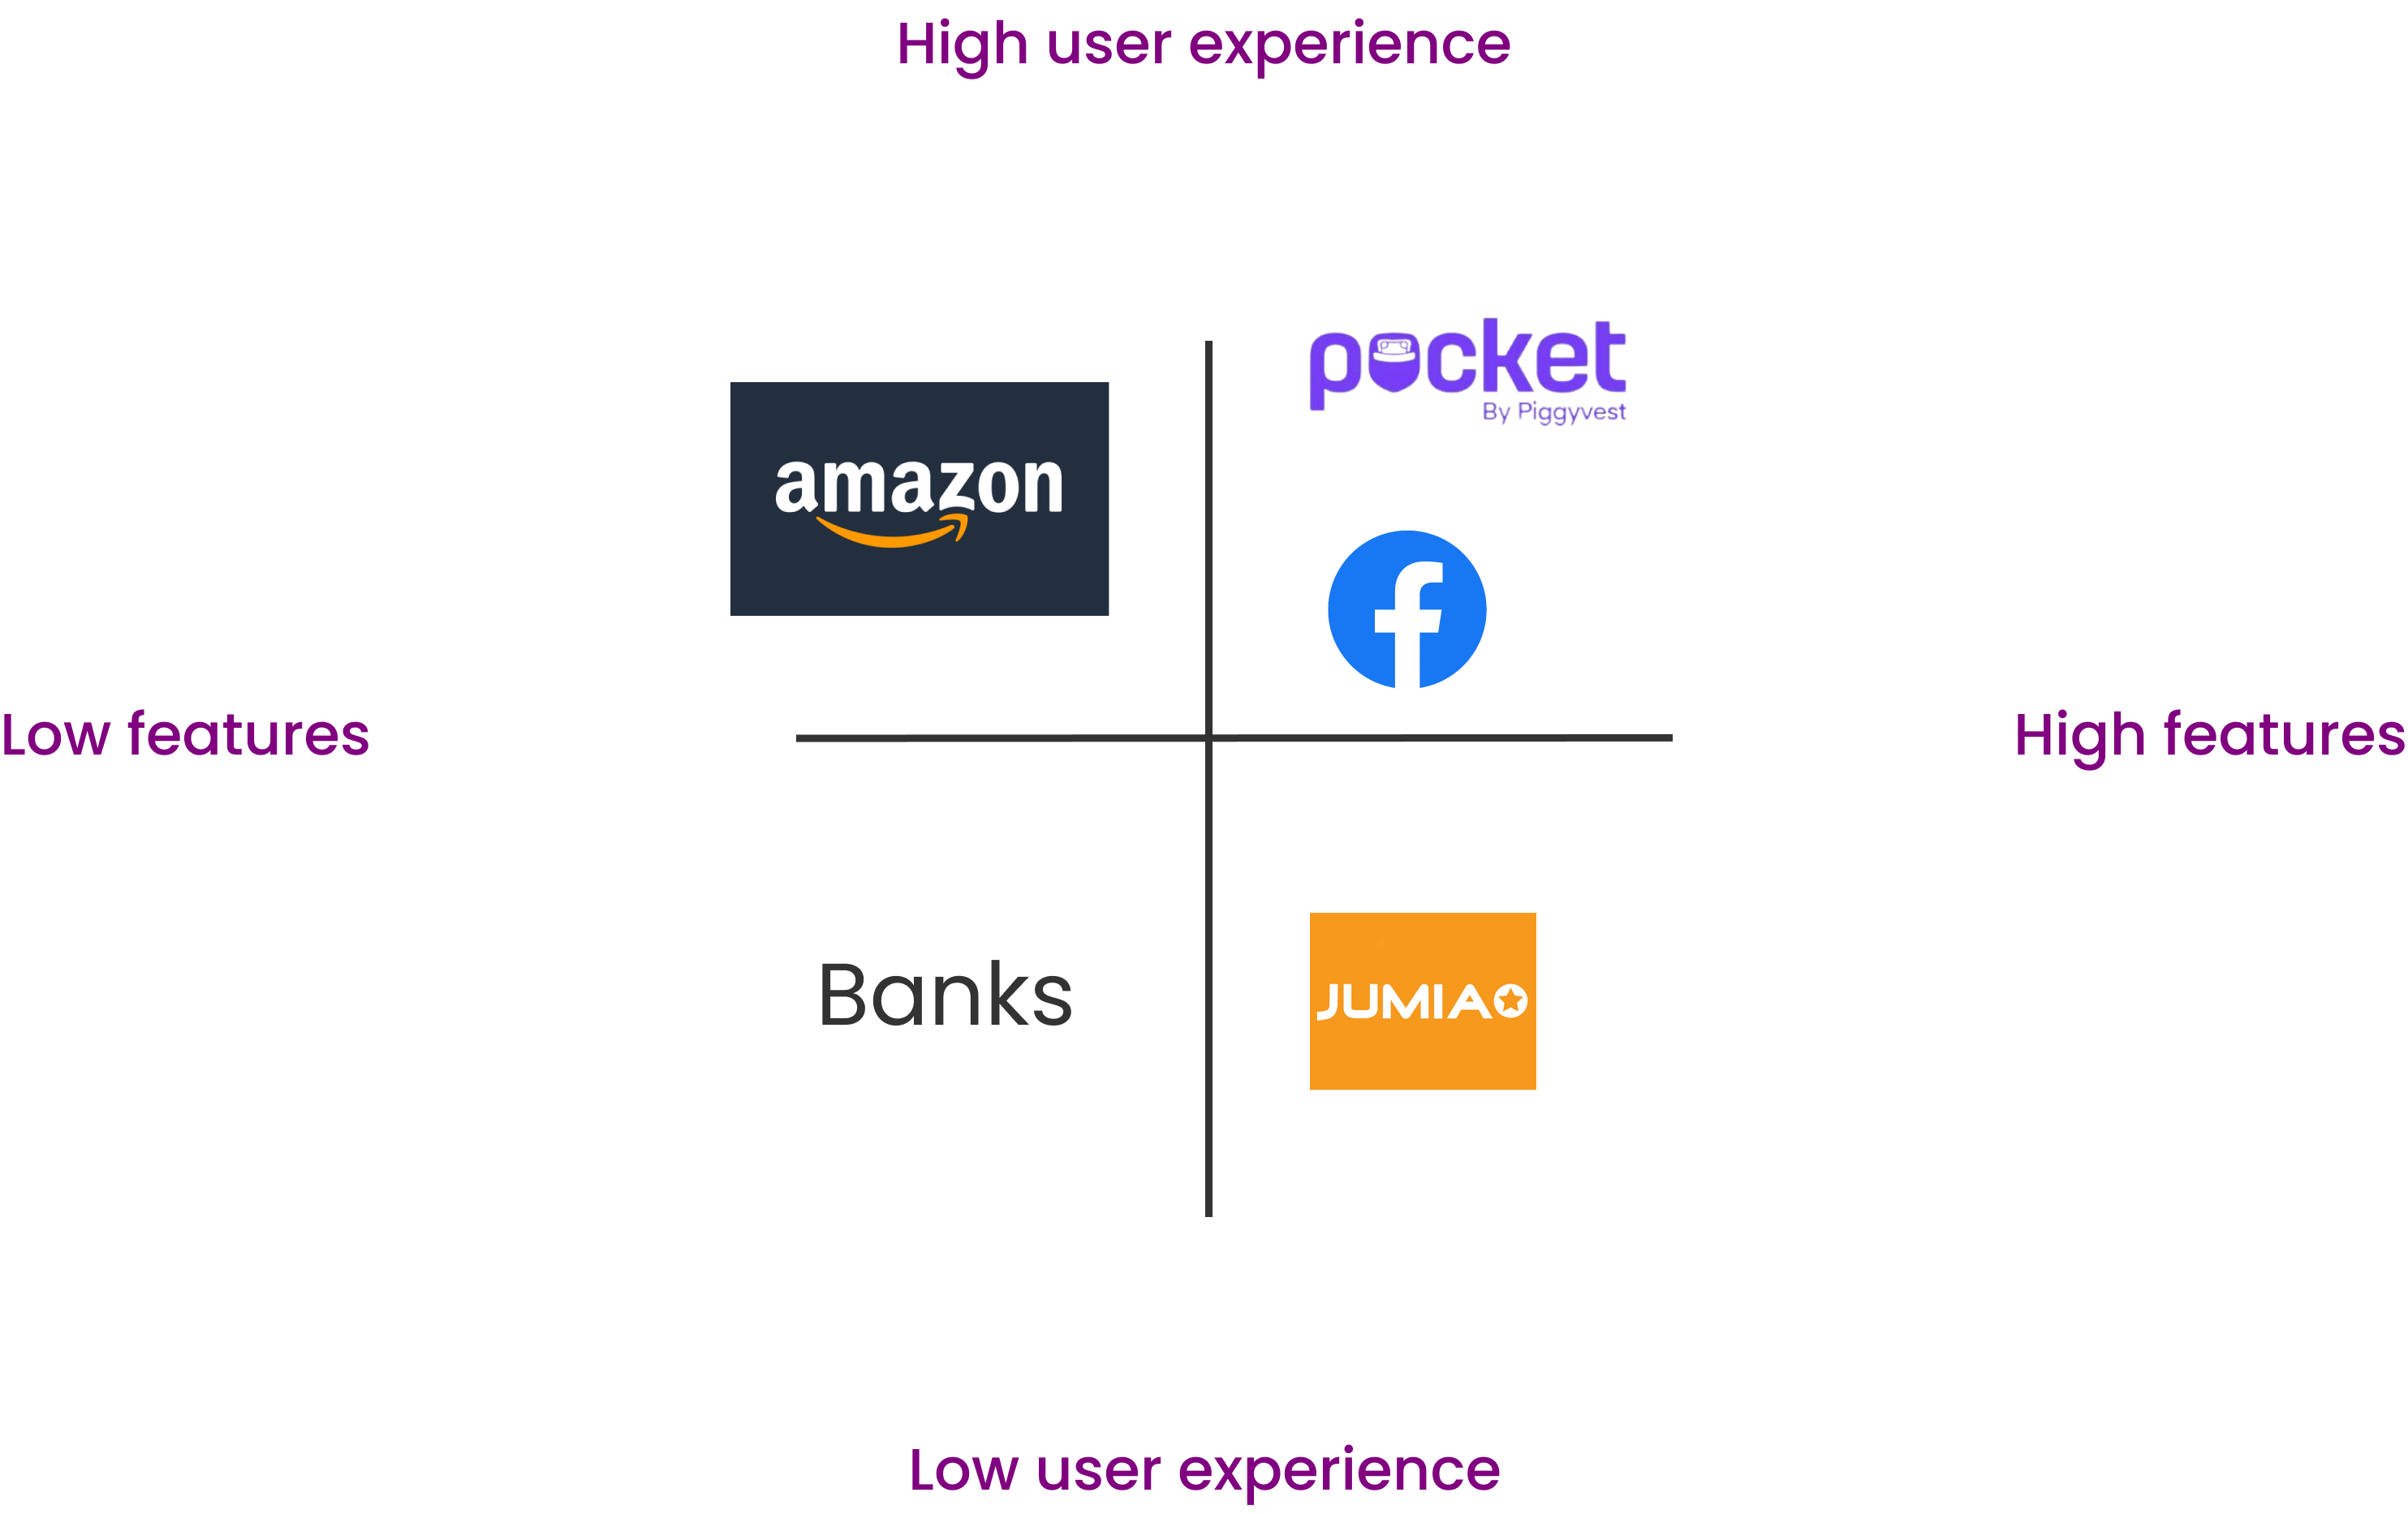 High user experience
pocket
By Piggyvest
amazon
Low features
High features
Banks
JUMIA
Low user experience